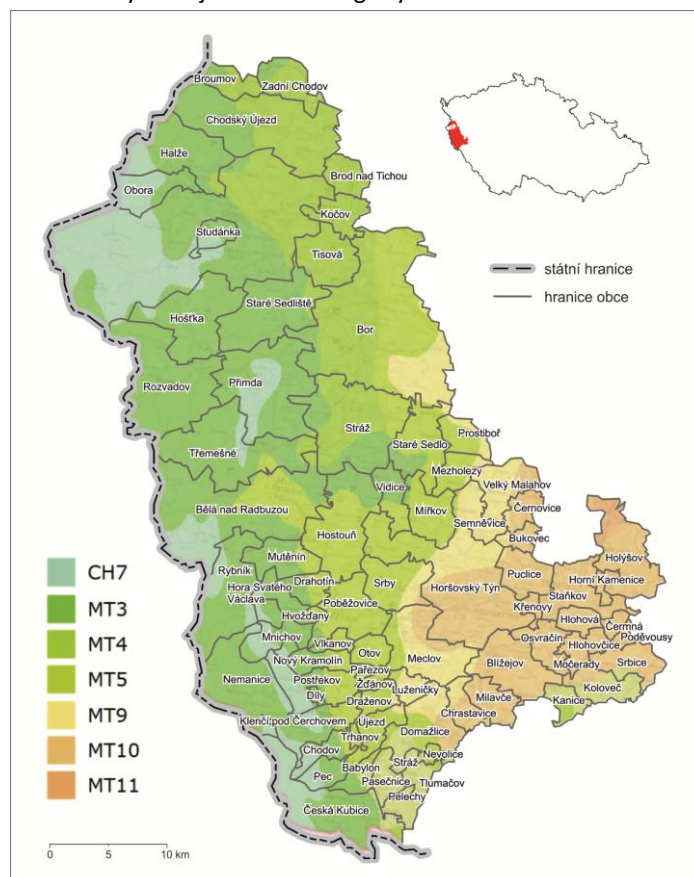 Broumov
Zadní Chodov
Chodský Újezd
Halže
Brod nad Tichou
Obora
Kočov
Studánka
Tisová
státní hranice
hranice obce
Staré Sedliště
Hošťka
Bor
Rozvadov
Přimda
Stráž
Staré Sedlo
Prostiboř
Třemešné
Mezholezy
Velký Malahov
Vidice
Bělá nad Radbuzou
Mířkov
Černovice
Semněvice
Hostouň
Bukovec
Mutěnín
Holýšov
Rybník
Drahotín
Srby
Puclice
Horní Kamenice
Hora Svatého
Václava
Horšovský Týn
Staňkov
Poběžovice
Křenovy
Hvožďany
Hlohová
Čermná
Mnichov
Vlkanov
Osvračín
Hlohovčice
Poděvousy
Otov
Nový Kramolín
Meclov
Blížejov
Močerady
Srbice
Pařezov
Nemanice
Postřekov
Ždánov
Koloveč
Díly
Luženičky
Milavče
Kanice
Draženov
Chrastavice
Klenčí pod Čerchovem
Újezd
Domažlice
Trhanov
Chodov
Nevolice
Stráž
Babylon
Pec
Pasečnice
Tlumačov
Pelechy
Česká Kubice
CH7
MT3
MT4
MT5
MT9
MT10
MT11
0 5 10 km